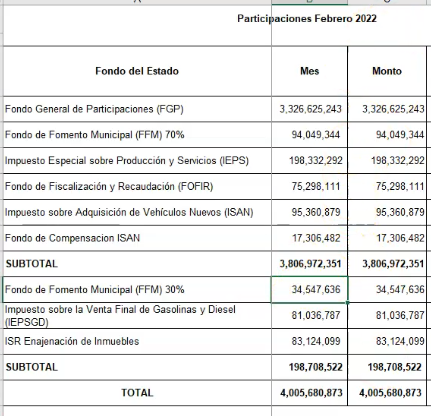 Participaciones Febrero 2022
Fondo del Estado Mes Monto
Fondo General de Participaciones (FGP) 3,326,625,243 3,326,625,243
Fondo de Fomento Municipal (FFM) 70% 94,049,344 94,049,344
Impuesto Especial sobre Producción y Servicios (IEPS) 198,332,292 198,332,292
Fondo de Fiscalización y Recaudación (FOFIR) 75,298,111 75,298,111
Impuesto sobre Adquisición de Vehículos Nuevos (ISAN) 95,360,879 95,360,879
Fondo de Compensacion ISAN 17,306,482 17,306,482
SUBTOTAL 3,806,972,351 3,806,972,351
Fondo de Fomento Municipal (FFM) 30% 34,547,636 34,547,636
Impuesto sobre la Venta Final de Gasolinas y Diesel
(IEPSGD) 81,036,787 81,036,787
ISR Enajenación de Inmuebles 83,124,099 83,124,099
SUBTOTAL 198,708,522 198,708,522
TOTAL 4,005,680,873 4,005,680,873